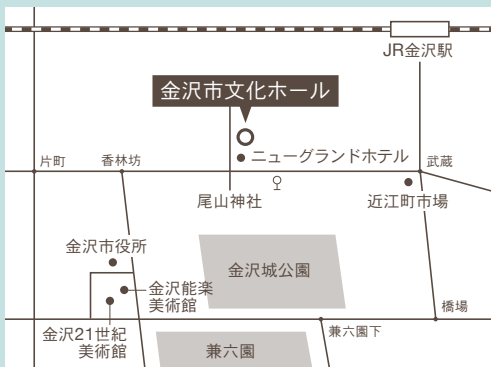 JR金沢駅
金沢市文化ホール
ニューグランドホテル
片町
香林坊
武蔵
尾山神社
近江町市場
金沢市役所
金沢城公園
金沢能楽
美術館
橋場
金沢21世紀
美術館
兼六園下
兼六園